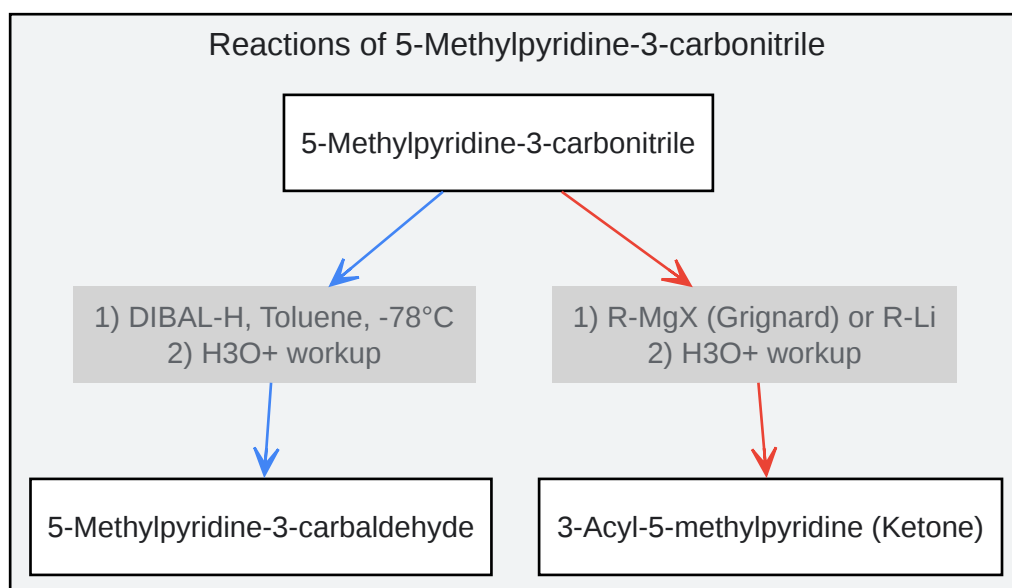 Reactions of 5-Methylpyridine-3-carbonitrile
5-Methylpyridine-3-carbonitrile
1) DIBAL-H, Toluene, -78°C
2) H3O+ workup
1) R-MgX (Grignard) or R-Li
2) H3O+ workup
5-Methylpyridine-3-carbaldehyde
3-Acyl-5-methylpyridine (Ketone)